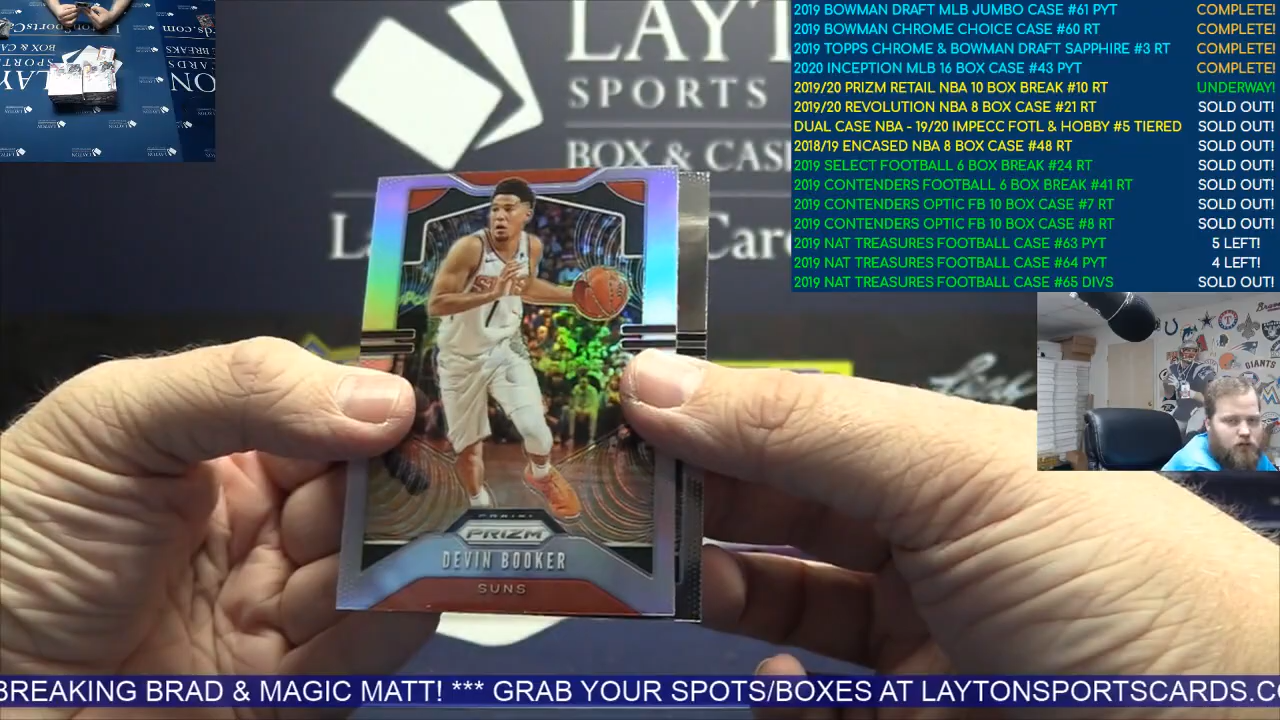 LAYT
SPORTS
BOX & CAS
La
Card
2019 BOWMAN DRAFT MLB JUMBO CASE #61 PYT COMPLETE!
2019 BOWMAN CHROME CHOICE CASE #60 RT COMPLETE!
2019 TOPPS CHROME & BOWMAN DRAFT SAPPHIRE #3 RT COMPLETE!
2020 INCEPTION MLB 16 BOX CASE #43 PYT COMPLETE!
2019/20 PRIZM RETAIL NBA 10 BOX BREAK #10 RT UNDERWAY!
2019/20 REVOLUTION NBA 8 BOX CASE #21 RT SOLD OUT!
DUAL CASE NBA - 19/20 IMPECC FOTL & HOBBY #5 TIERED SOLD OUT!
2018/19 ENCASED NBA 8 BOX CASE #48 RT SOLD OUT!
2019 SELECT FOOTBALL 6 BOX BREAK #24 RT SOLD OUT!
2019 CONTENDERS FOOTBALL 6 BOX BREAK #41 RT SOLD OUT!
2019 CONTENDERS OPTIC FB 10 BOX CASE #7 RT SOLD OUT!
2019 CONTENDERS OPTIC FB 10 BOX CASE #8 RT SOLD OUT!
2019 NAT TREASURES FOOTBALL CASE #63 PYT 5 LEFT!
2019 NAT TREASURES FOOTBALL CASE #64 PYT 4 LEFT!
2019 NAT TREASURES FOOTBALL CASE #65 DIVS SOLD OUT!
GIANTS
Leaf
SUNS
1
PANINI
PRIZM
DEVIN BOOKER
SUNS
BREAKING BRAD & MAGIC MATT! *** GRAB YOUR SPOTS/BOXES AT LAYTONSPORTSCARDS.C